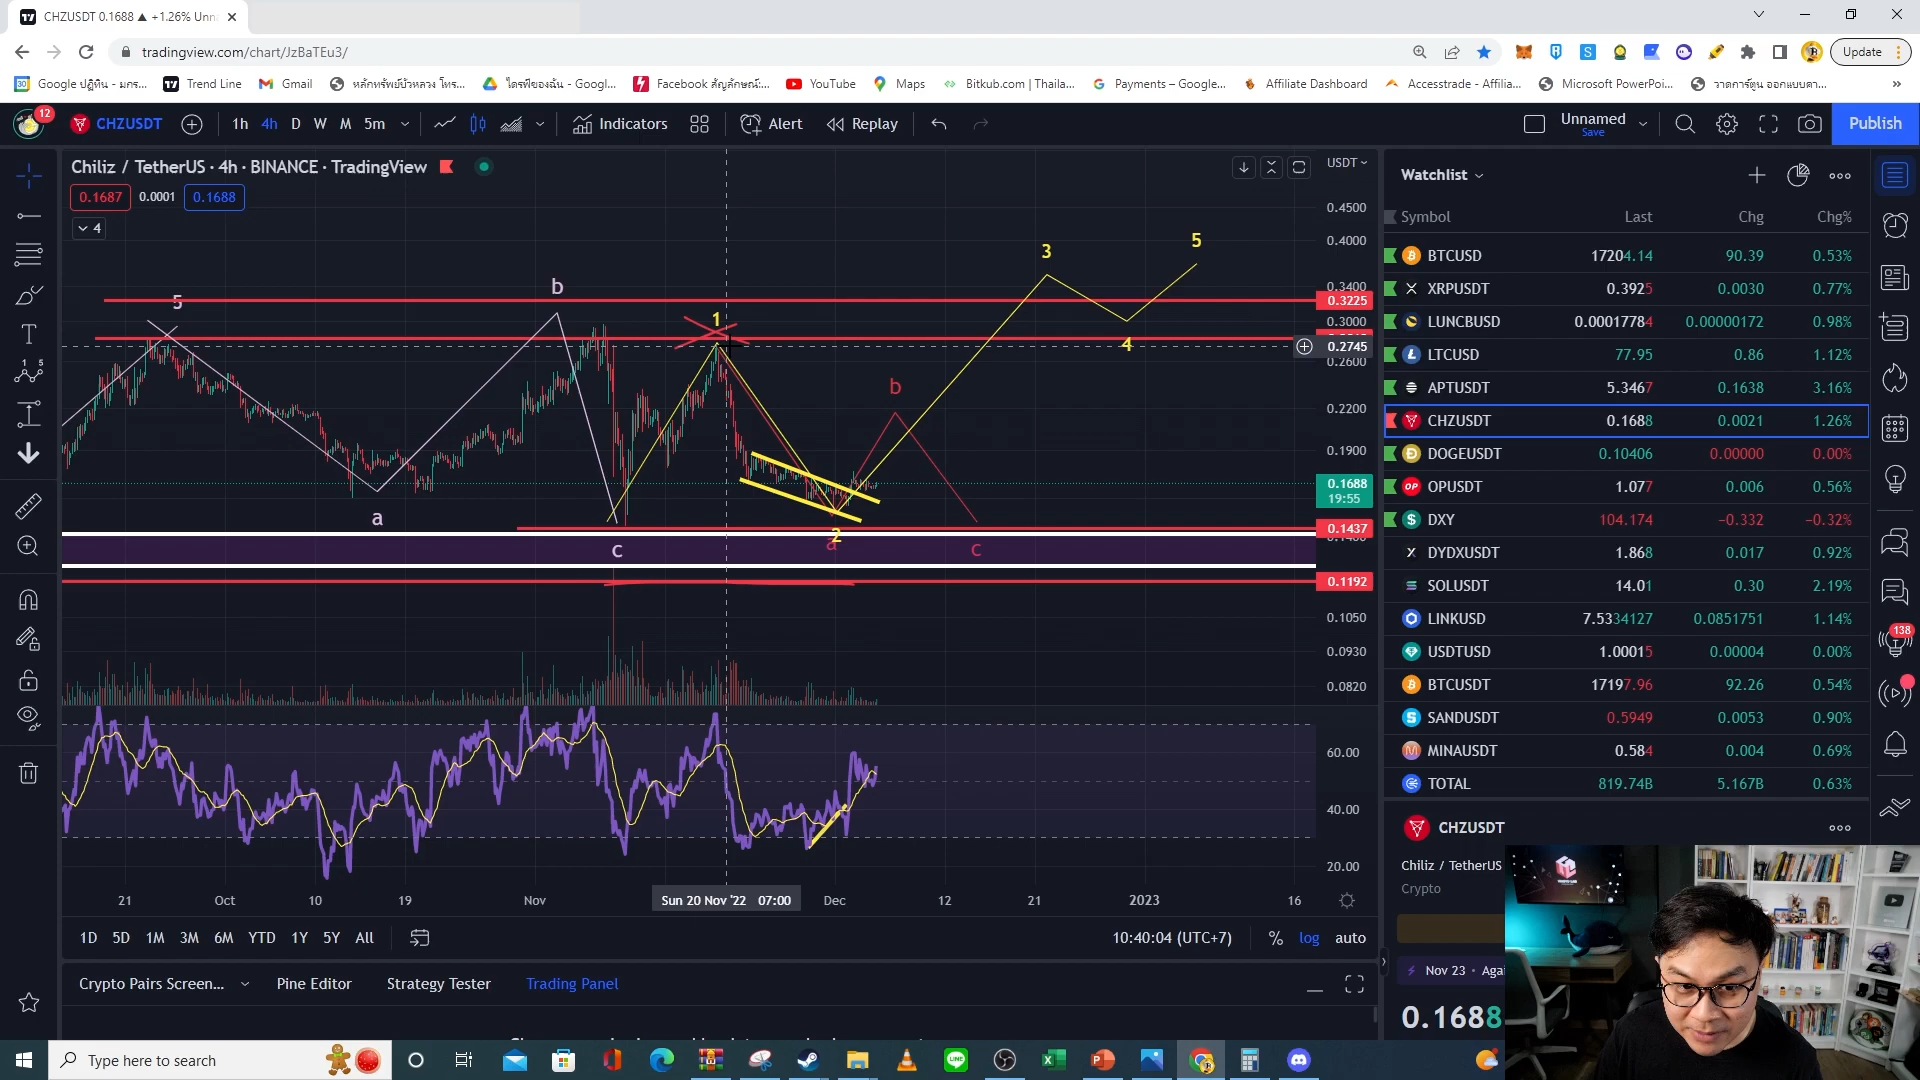 CHZUSDT 0.1688 ▲ +1.26% Unn
tradingview.com/chart/JzBaTEu3/
Update
Google ปฏิทิน - มกร...
Trend Line
Gmail
หลักทรัพย์บัวหลวง โทร...
ไดรฟ์ของฉัน - Googl...
Facebook สัญลักษณ์:...
YouTube
Maps
Bitkub.com | Thaila...
Payments – Google...
Affiliate Dashboard
Accesstrade - Affilia...
Microsoft PowerPoi...
วาดการ์ตูน ออกแบบคา...
12
CHZUSDT
1h 4h D W M 5m
Indicators
Alert
Replay
Unnamed
Save
Publish
Chiliz / TetherUS · 4h · BINANCE · TradingView
0.1687 0.0001 0.1688
4
USDT
0.4500
0.4000
0.3400
0.3225
0.3000
0.2745
0.2600
0.2200
0.1900
0.1688
19:55
0.1437
0.1192
0.1050
0.0930
0.0820
60.00
40.00
20.00
5
a
b
c
1
2
3
4
5
a
b
c
21 Oct 10 19 Nov Sun 20 Nov '22 07:00 Dec 12 21 2023 16
1D 5D 1M 3M 6M YTD 1Y 5Y All
10:40:04 (UTC+7) % log auto
Crypto Pairs Screen...
Pine Editor
Strategy Tester
Trading Panel
Watchlist
Symbol Last Chg Chg%
BTCUSD 17204.14 90.39 0.53%
XRPUSDT 0.3925 0.0030 0.77%
LUNCBUSD 0.00017784 0.00000172 0.98%
LTCUSD 77.95 0.86 1.12%
APTUSDT 5.3467 0.1638 3.16%
CHZUSDT 0.1688 0.0021 1.26%
DOGEUSDT 0.10406 0.00000 0.00%
OPUSDT 1.077 0.006 0.56%
DXY 104.174 −0.332 −0.32%
DYDXUSDT 1.868 0.017 0.92%
SOLUSDT 14.01 0.30 2.19%
LINKUSD 7.5334127 0.0851751 1.14%
USDTUSD 1.00015 0.00004 0.00%
BTCUSDT 17197.96 92.26 0.54%
SANDUSDT 0.5949 0.0053 0.90%
MINAUSDT 0.584 0.004 0.69%
TOTAL 819.74B 5.167B 0.63%
138
CHZUSDT
Chiliz / TetherUS
Crypto
Nov 23 · Agai
0.1688
Type here to search